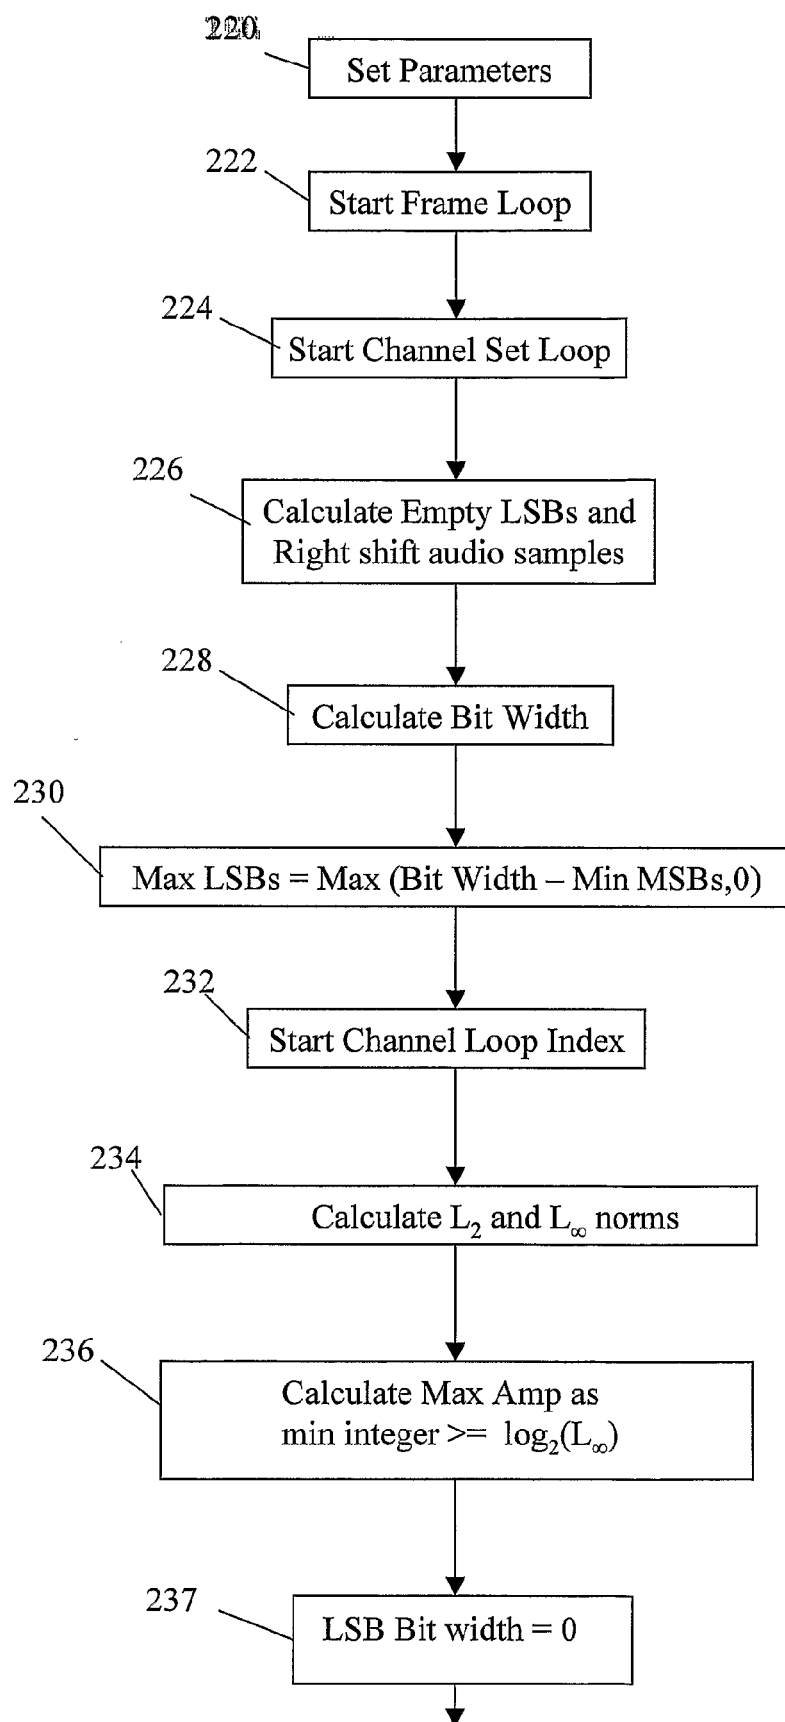 220
Set Parameters
222
Start Frame Loop
224
Start Channel Set Loop
226
Calculate Empty LSBs and
Right shift audio samples
228
Calculate Bit Width
230
Max LSBs = Max (Bit Width – Min MSBs,0)
232
Start Channel Loop Index
234
Calculate L₂ and L∞ norms
236
Calculate Max Amp as
min integer >= log₂(L∞)
237
LSB Bit width = 0